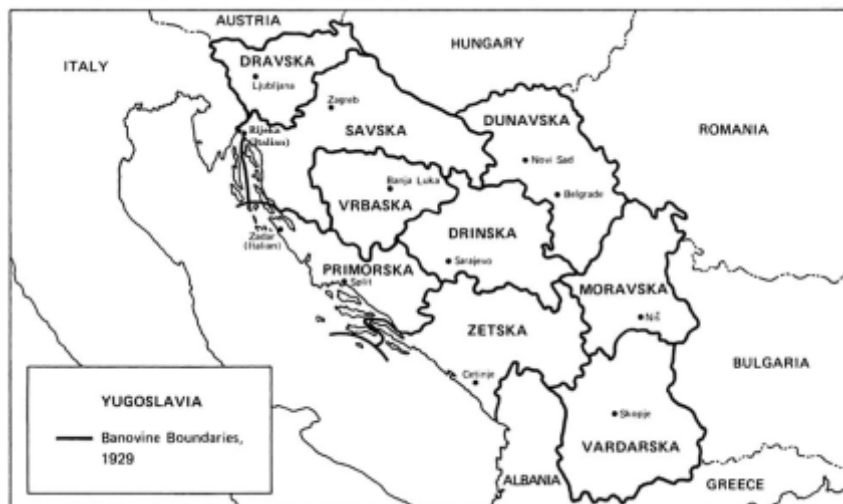 AUSTRIA
HUNGARY
ITALY
DRAVSKA
Ljubljana
Zagreb
DUNAVSKA
SAVSKA
ROMANIA
Rijeka
(Italian)
Novi Sad
Banja Luka
Belgrade
VRBASKA
DRINSKA
Zadar
(Italian)
Sarajevo
PRIMORSKA
Split
MORAVSKA
ZETSKA
Niš
BULGARIA
Cetinje
YUGOSLAVIA
Banovine Boundaries,
1929
Skopje
VARDARSKA
ALBANIA
GREECE